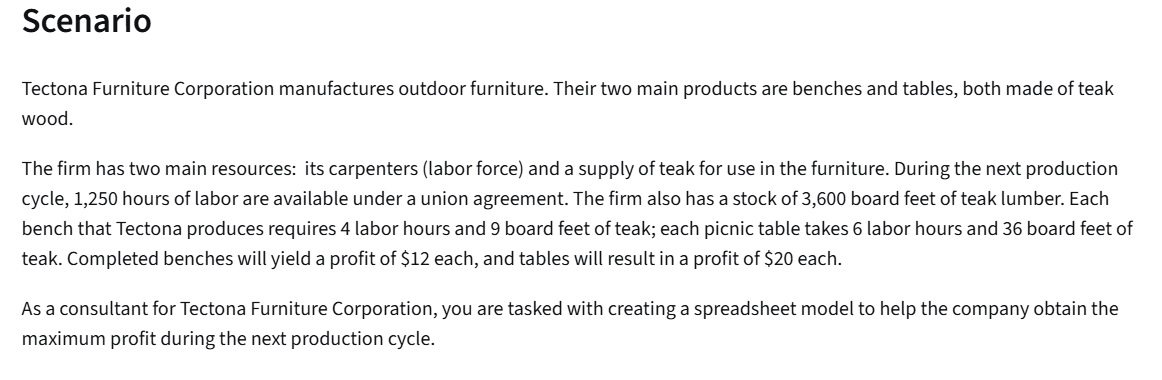 Scenario
Tectona Furniture Corporation manufactures outdoor furniture. Their two main products are benches and tables, both made of teak
wood.
The firm has two main resources:  its carpenters (labor force) and a supply of teak for use in the furniture. During the next production
cycle, 1,250 hours of labor are available under a union agreement. The firm also has a stock of 3,600 board feet of teak lumber. Each
bench that Tectona produces requires 4 labor hours and 9 board feet of teak; each picnic table takes 6 labor hours and 36 board feet of
teak. Completed benches will yield a profit of $12 each, and tables will result in a profit of $20 each.
As a consultant for Tectona Furniture Corporation, you are tasked with creating a spreadsheet model to help the company obtain the
maximum profit during the next production cycle.